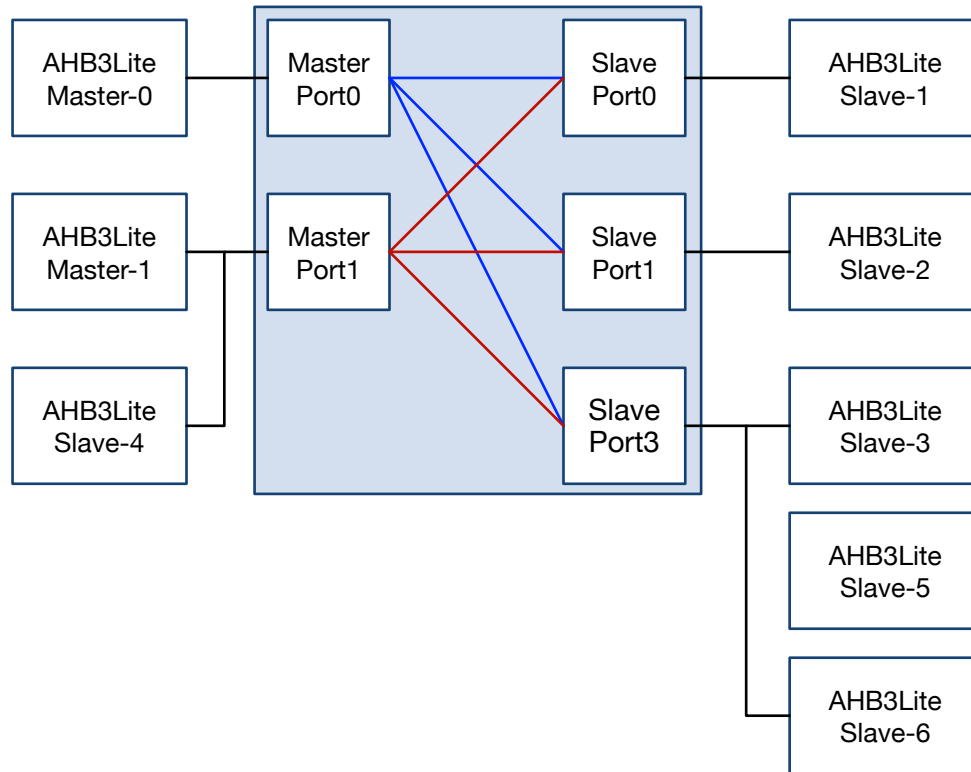 AHB3Lite
Master-0
Master
Port0
Slave
Port0
AHB3Lite
Slave-1
AHB3Lite
Master-1
Master
Port1
Slave
Port1
AHB3Lite
Slave-2
AHB3Lite
Slave-4
Slave
Port3
AHB3Lite
Slave-3
AHB3Lite
Slave-5
AHB3Lite
Slave-6